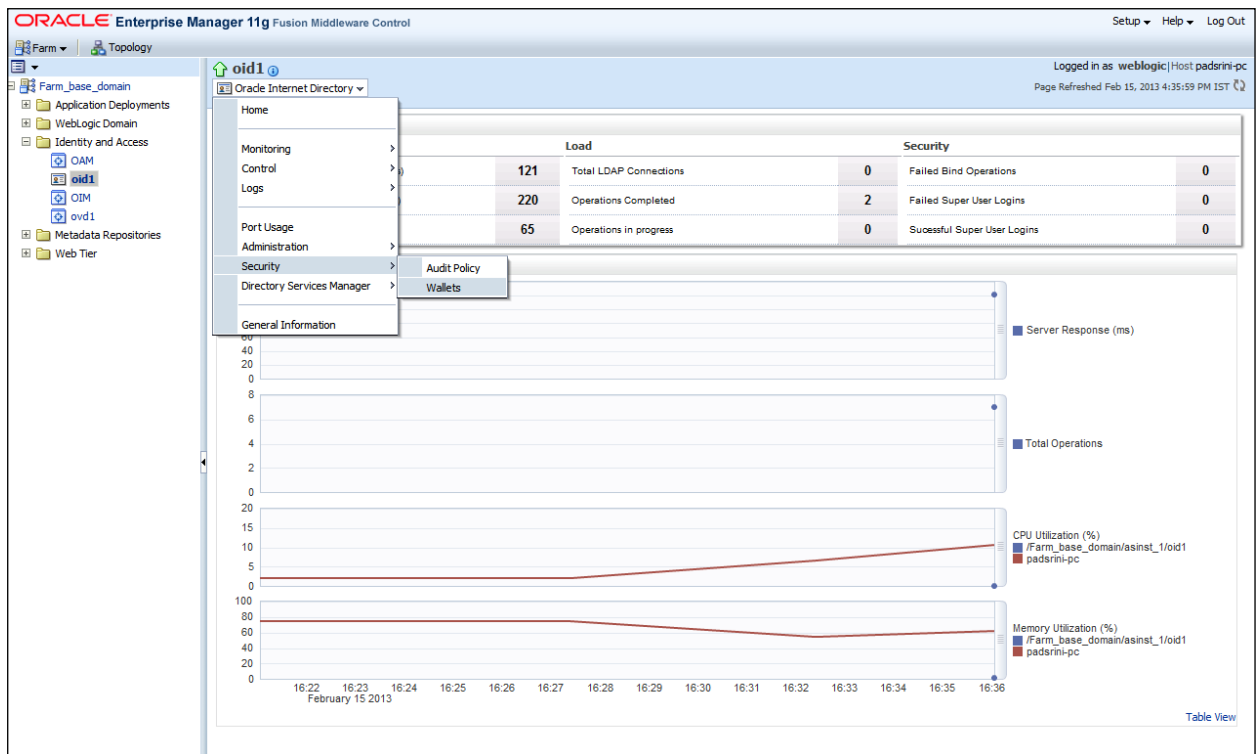 ORACLE Enterprise Manager 11g Fusion Middleware Control
Setup Help Log Out
Farm Topology
Farm_base_domain
Application Deployments
WebLogic Domain
Identity and Access
OAM
oid1
OIM
ovd1
Metadata Repositories
Web Tier
oid1
Logged in as weblogic|Host padsrini-pc
Oracle Internet Directory
Page Refreshed Feb 15, 2013 4:35:59 PM IST
Home
Monitoring
Control
Logs
Port Usage
Administration
Security
Directory Services Manager
General Information
Audit Policy
Wallets
121
220
65
Load
Total LDAP Connections 0
Operations Completed 2
Operations in progress 0
Security
Failed Bind Operations 0
Failed Super User Logins 0
Sucessful Super User Logins 0
60
40
20
0
Server Response (ms)
8
6
4
2
0
Total Operations
20
15
10
5
0
CPU Utilization (%)
/Farm_base_domain/asinst_1/oid1
padsrini-pc
100
80
60
40
20
0
Memory Utilization (%)
/Farm_base_domain/asinst_1/oid1
padsrini-pc
16:22 16:23 16:24 16:25 16:26 16:27 16:28 16:29 16:30 16:31 16:32 16:33 16:34 16:35 16:36
February 15 2013
Table View